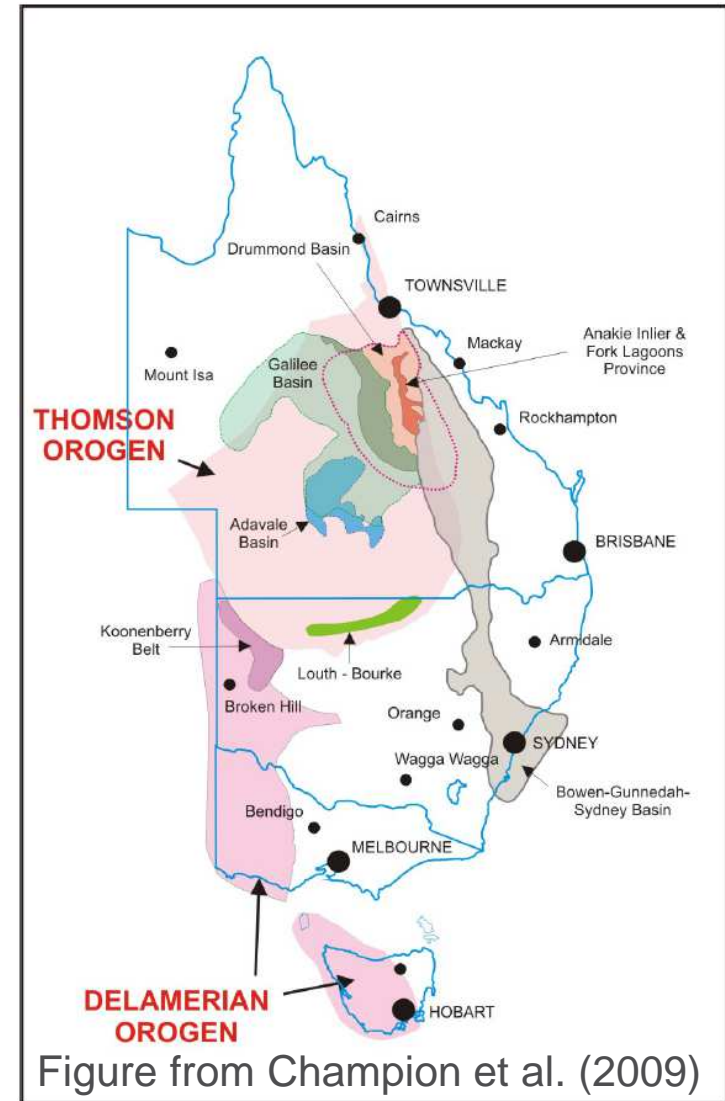 Cairns
Drummond Basin
TOWNSVILLE
Mackay
Anakie Inlier &
Fork Lagoons
Province
Galilee
Basin
Mount Isa
Rockhampton
THOMSON
OROGEN
Adavale
Basin
BRISBANE
Koonenberry
Belt
Louth - Bourke
Armidale
Broken Hill
Orange
SYDNEY
Wagga Wagga
Bowen-Gunnedah-
Sydney Basin
Bendigo
MELBOURNE
DELAMERIAN
OROGEN
HOBART
Figure from Champion et al. (2009)